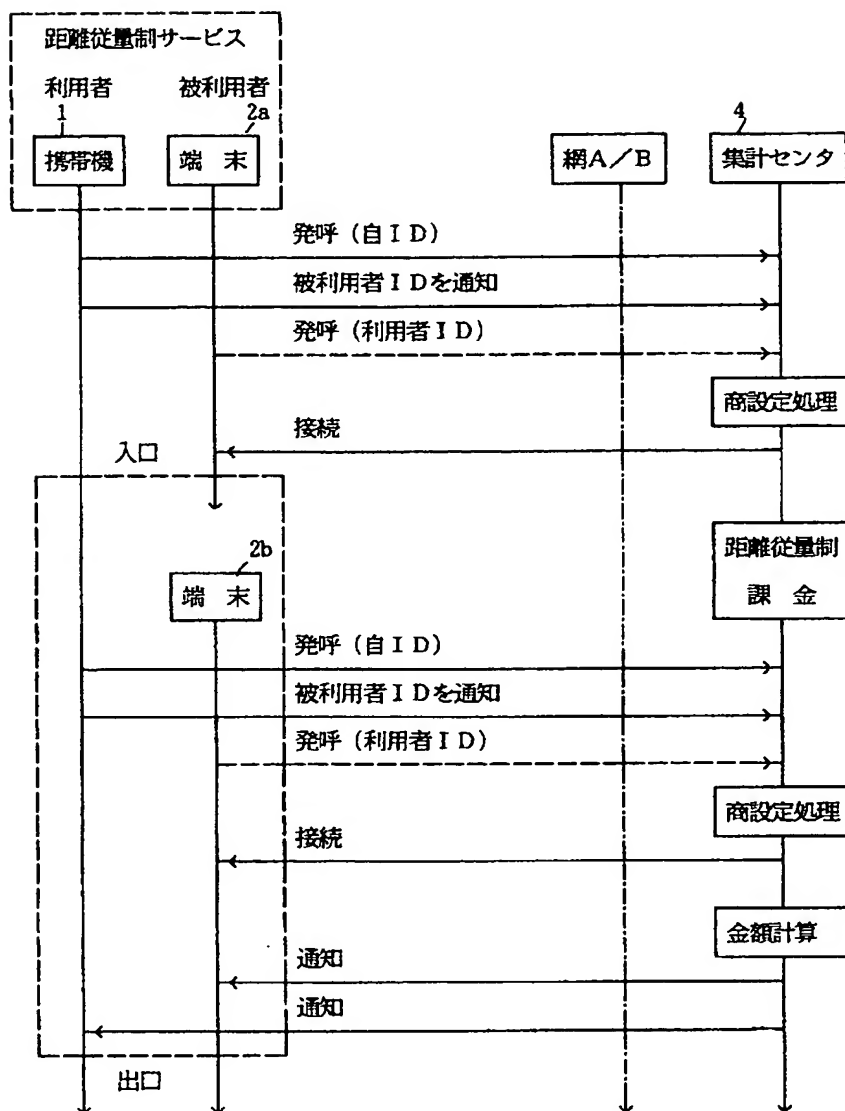 距離従量制サービス
利用者 被利用者
1 2a 4
携帯機 端末 網A/B 集計センタ
発呼(自ID)
被利用者IDを通知
発呼(利用者ID)
商設定処理
接続
入口
距離従量制
課金
2b
端末
発呼(自ID)
被利用者IDを通知
発呼(利用者ID)
商設定処理
接続
金額計算
通知
通知
出口